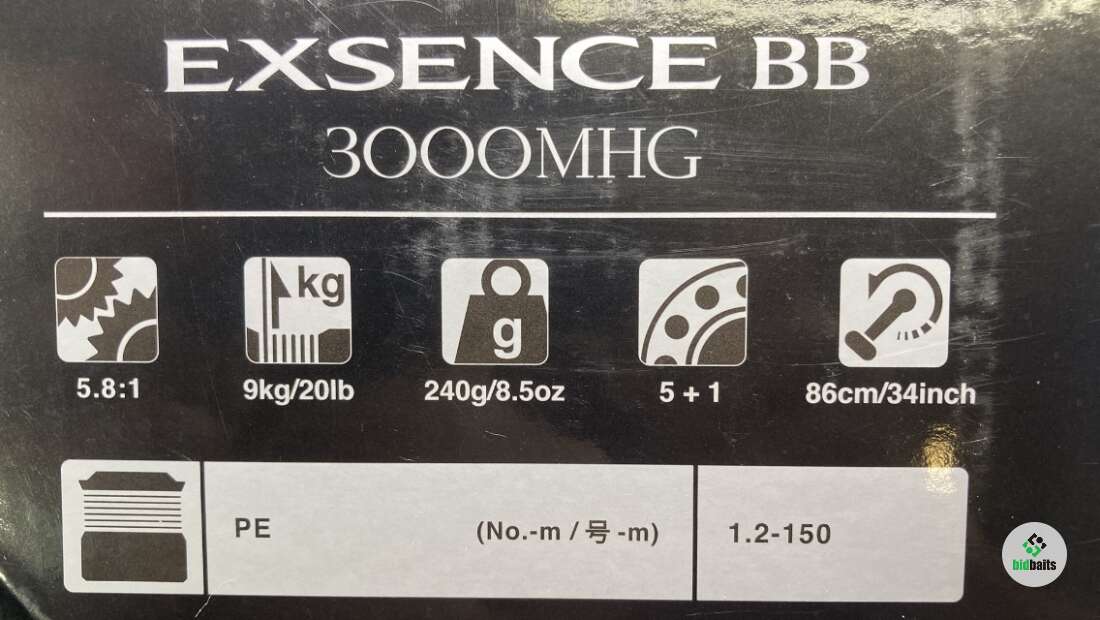 EXSENCE BB
3000MHG
kg
g
5.8:1
9kg/20lb
240g/8.5oz
5 + 1
86cm/34inch
PE (No.-m / 号 -m) 1.2-150
bidbaits